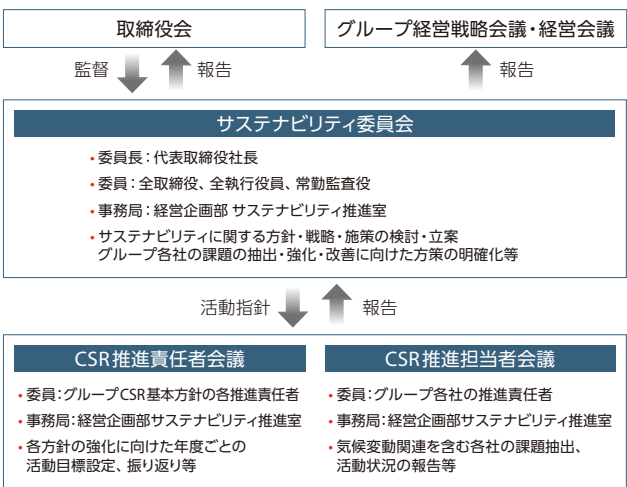 取締役会
グループ経営戦略会議・経営会議
監督
報告
報告
サステナビリティ委員会
・委員長：代表取締役社長
・委員：全取締役、全執行役員、常勤監査役
・事務局：経営企画部 サステナビリティ推進室
・サステナビリティに関する方針・戦略・施策の検討・立案
グループ各社の課題の抽出・強化・改善に向けた方策の明確化等
活動指針
報告
CSR推進責任者会議
・委員：グループCSR基本方針の各推進責任者
・事務局：経営企画部サステナビリティ推進室
・各方針の強化に向けた年度ごとの
活動目標設定、振り返り等
CSR推進担当者会議
・委員：グループ各社の推進責任者
・事務局：経営企画部サステナビリティ推進室
・気候変動関連を含む各社の課題抽出、
活動状況の報告等